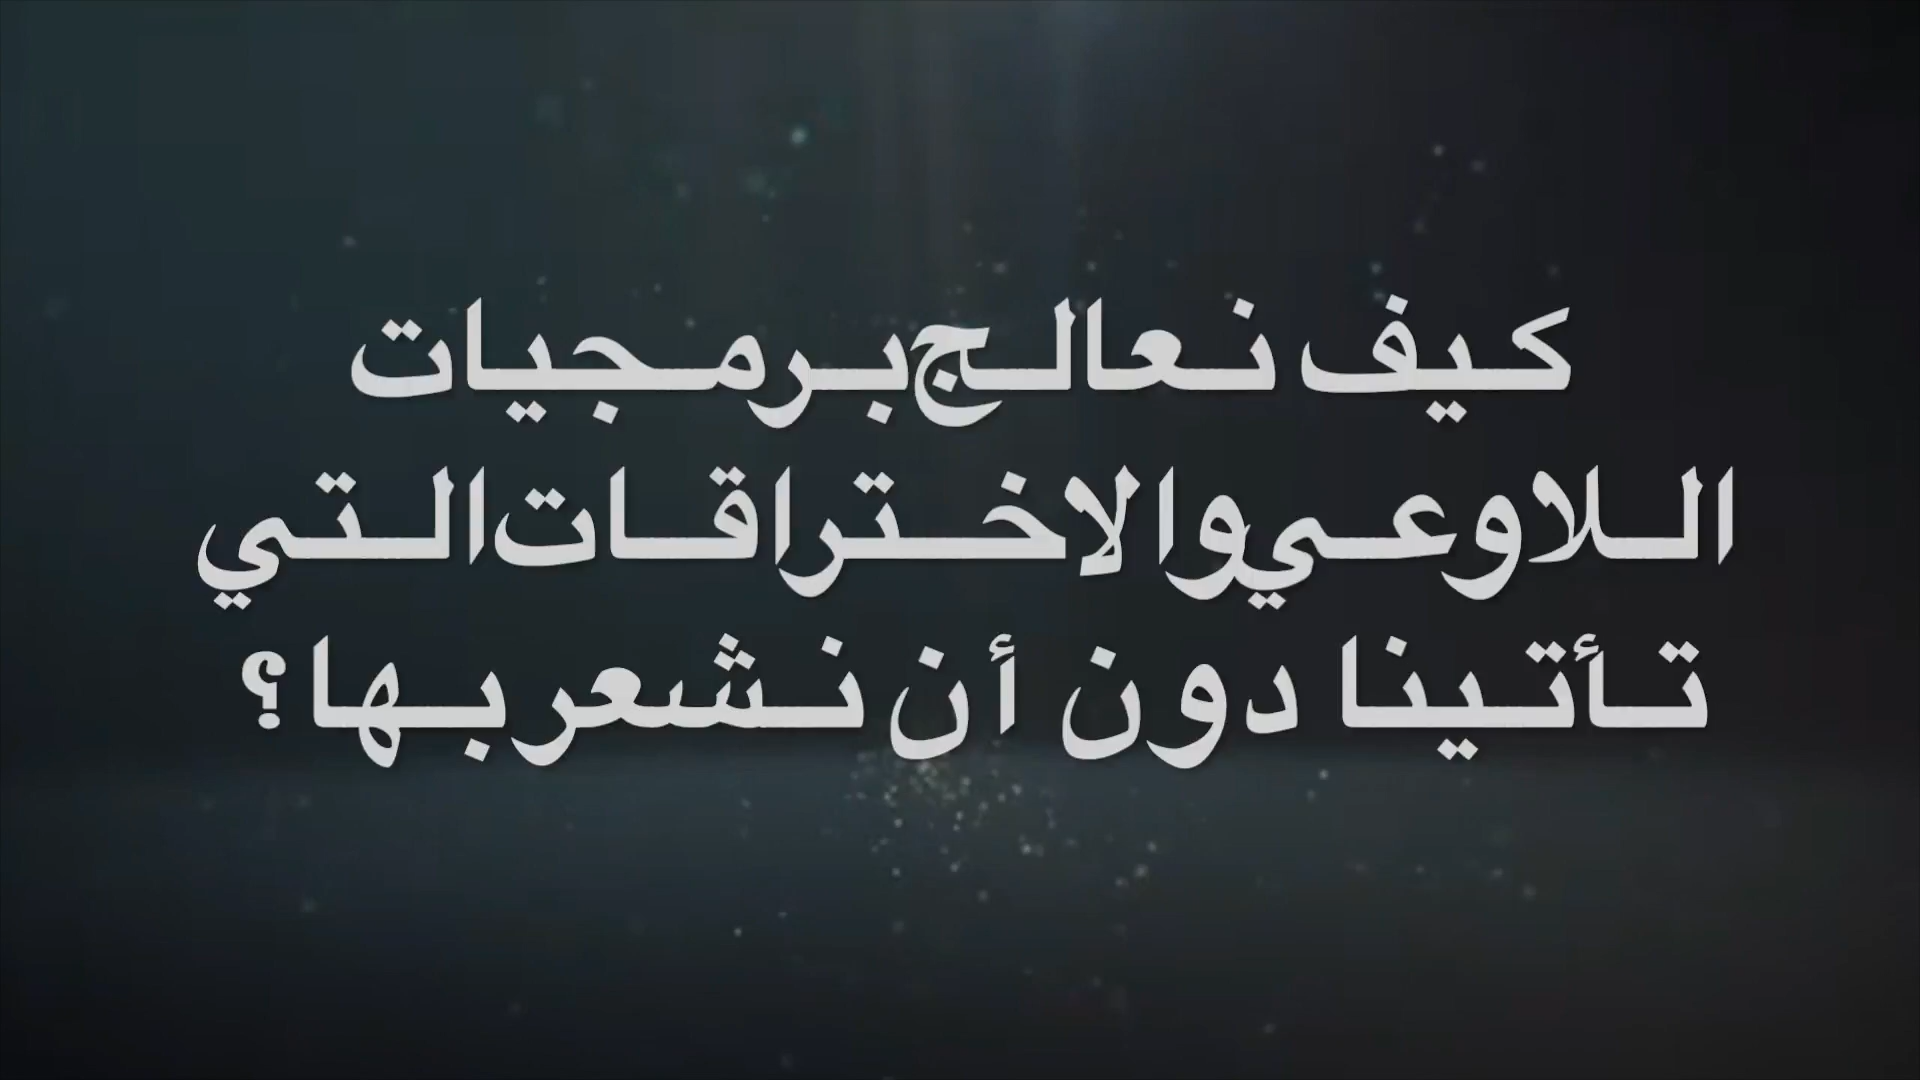 كيف نعالج برمجيات
اللاوعي والاختراقات التي
تأتينا دون أن نشعر بها ؟